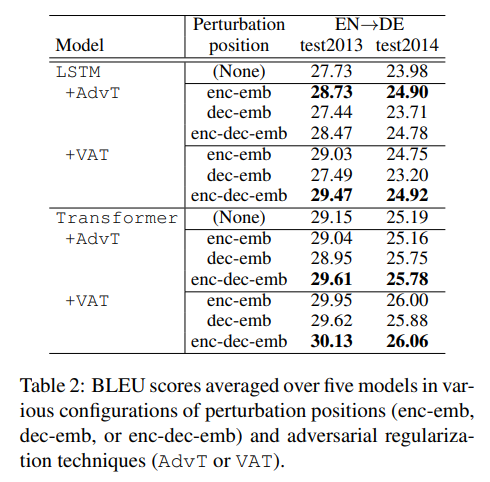 Perturbation EN→DE
Model position test2013 test2014
LSTM (None) 27.73 23.98
+AdvT enc-emb 28.73 24.90
dec-emb 27.44 23.71
enc-dec-emb 28.47 24.78
+VAT enc-emb 29.03 24.75
dec-emb 27.49 23.20
enc-dec-emb 29.47 24.92
Transformer (None) 29.15 25.19
+AdvT enc-emb 29.04 25.16
dec-emb 28.95 25.75
enc-dec-emb 29.61 25.78
+VAT enc-emb 29.95 26.00
dec-emb 29.62 25.88
enc-dec-emb 30.13 26.06
Table 2: BLEU scores averaged over five models in var-
ious configurations of perturbation positions (enc-emb,
dec-emb, or enc-dec-emb) and adversarial regulariza-
tion techniques (AdvT or VAT).